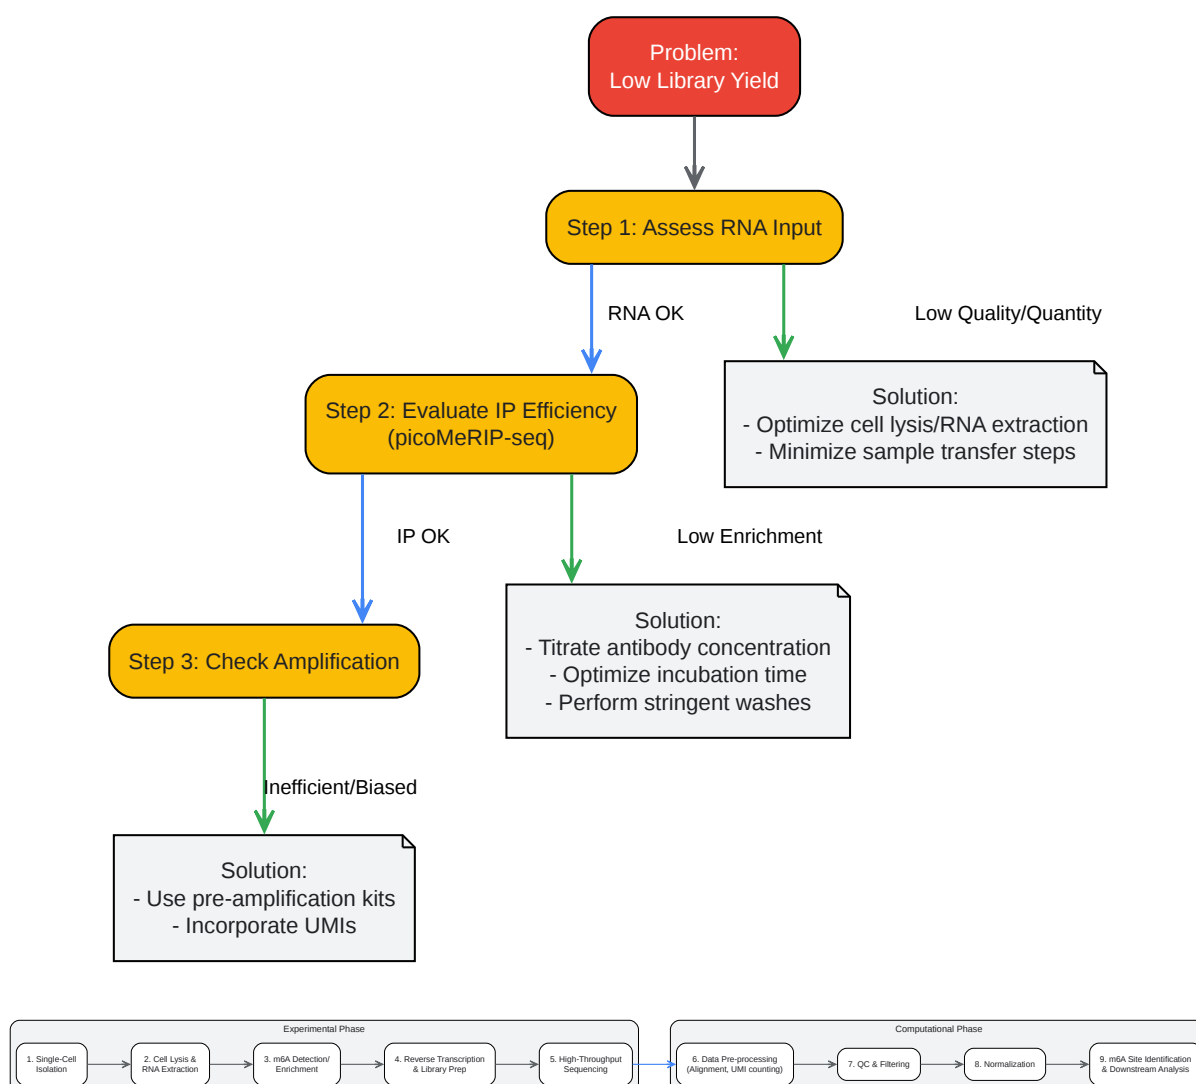 Problem:
Low Library Yield
Step 1: Assess RNA Input
RNA OK
Low Quality/Quantity
Solution:
- Optimize cell lysis/RNA extraction
- Minimize sample transfer steps
Step 2: Evaluate IP Efficiency
(picoMeRIP-seq)
IP OK
Low Enrichment
Solution:
- Titrate antibody concentration
- Optimize incubation time
- Perform stringent washes
Step 3: Check Amplification
Inefficient/Biased
Solution:
- Use pre-amplification kits
- Incorporate UMIs
Experimental Phase
1. Single-Cell
Isolation
2. Cell Lysis &
RNA Extraction
3. m6A Detection/
Enrichment
4. Reverse Transcription
& Library Prep
5. High-Throughput
Sequencing
Computational Phase
6. Data Pre-processing
(Alignment, UMI counting)
7. QC & Filtering
8. Normalization
9. m6A Site Identification
& Downstream Analysis